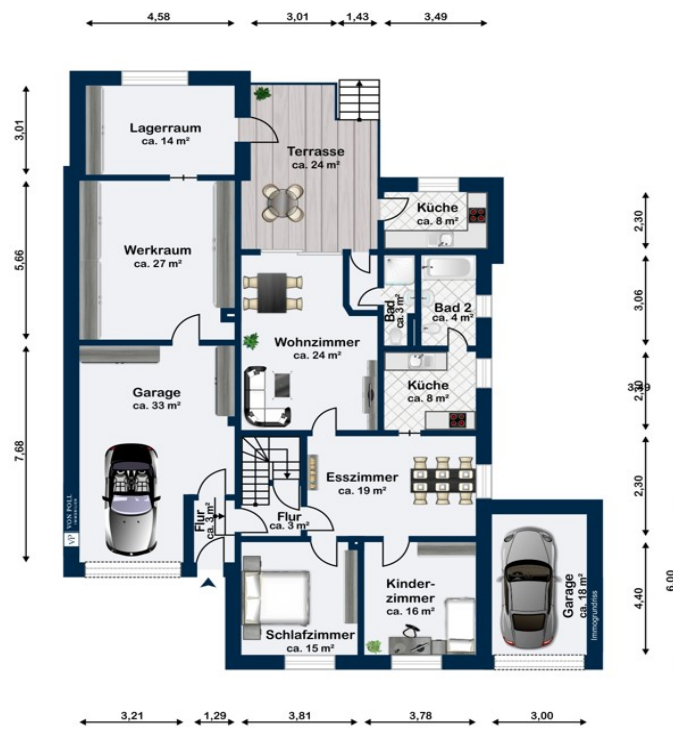 4,58
3,01
1,43
3,49
3,01
5,66
7,68
Lagerraum
ca. 14 m²
Terrasse
ca. 24 m²
Küche
ca. 8 m²
2,30
Werkraum
ca. 27 m²
Bad
ca. 3 m²
Bad 2
ca. 4 m²
3,06
Wohnzimmer
ca. 24 m²
Küche
ca. 8 m²
Garage
ca. 33 m²
Esszimmer
ca. 19 m²
2,30
Flur
ca. 3 m²
Flur
ca. 3 m²
VP VON POLL
Schlafzimmer
ca. 15 m²
Kinder-
zimmer
ca. 16 m²
Garage
ca. 18 m²
Immogrundriss
4,40
6,00
3,21
1,29
3,81
3,78
3,00